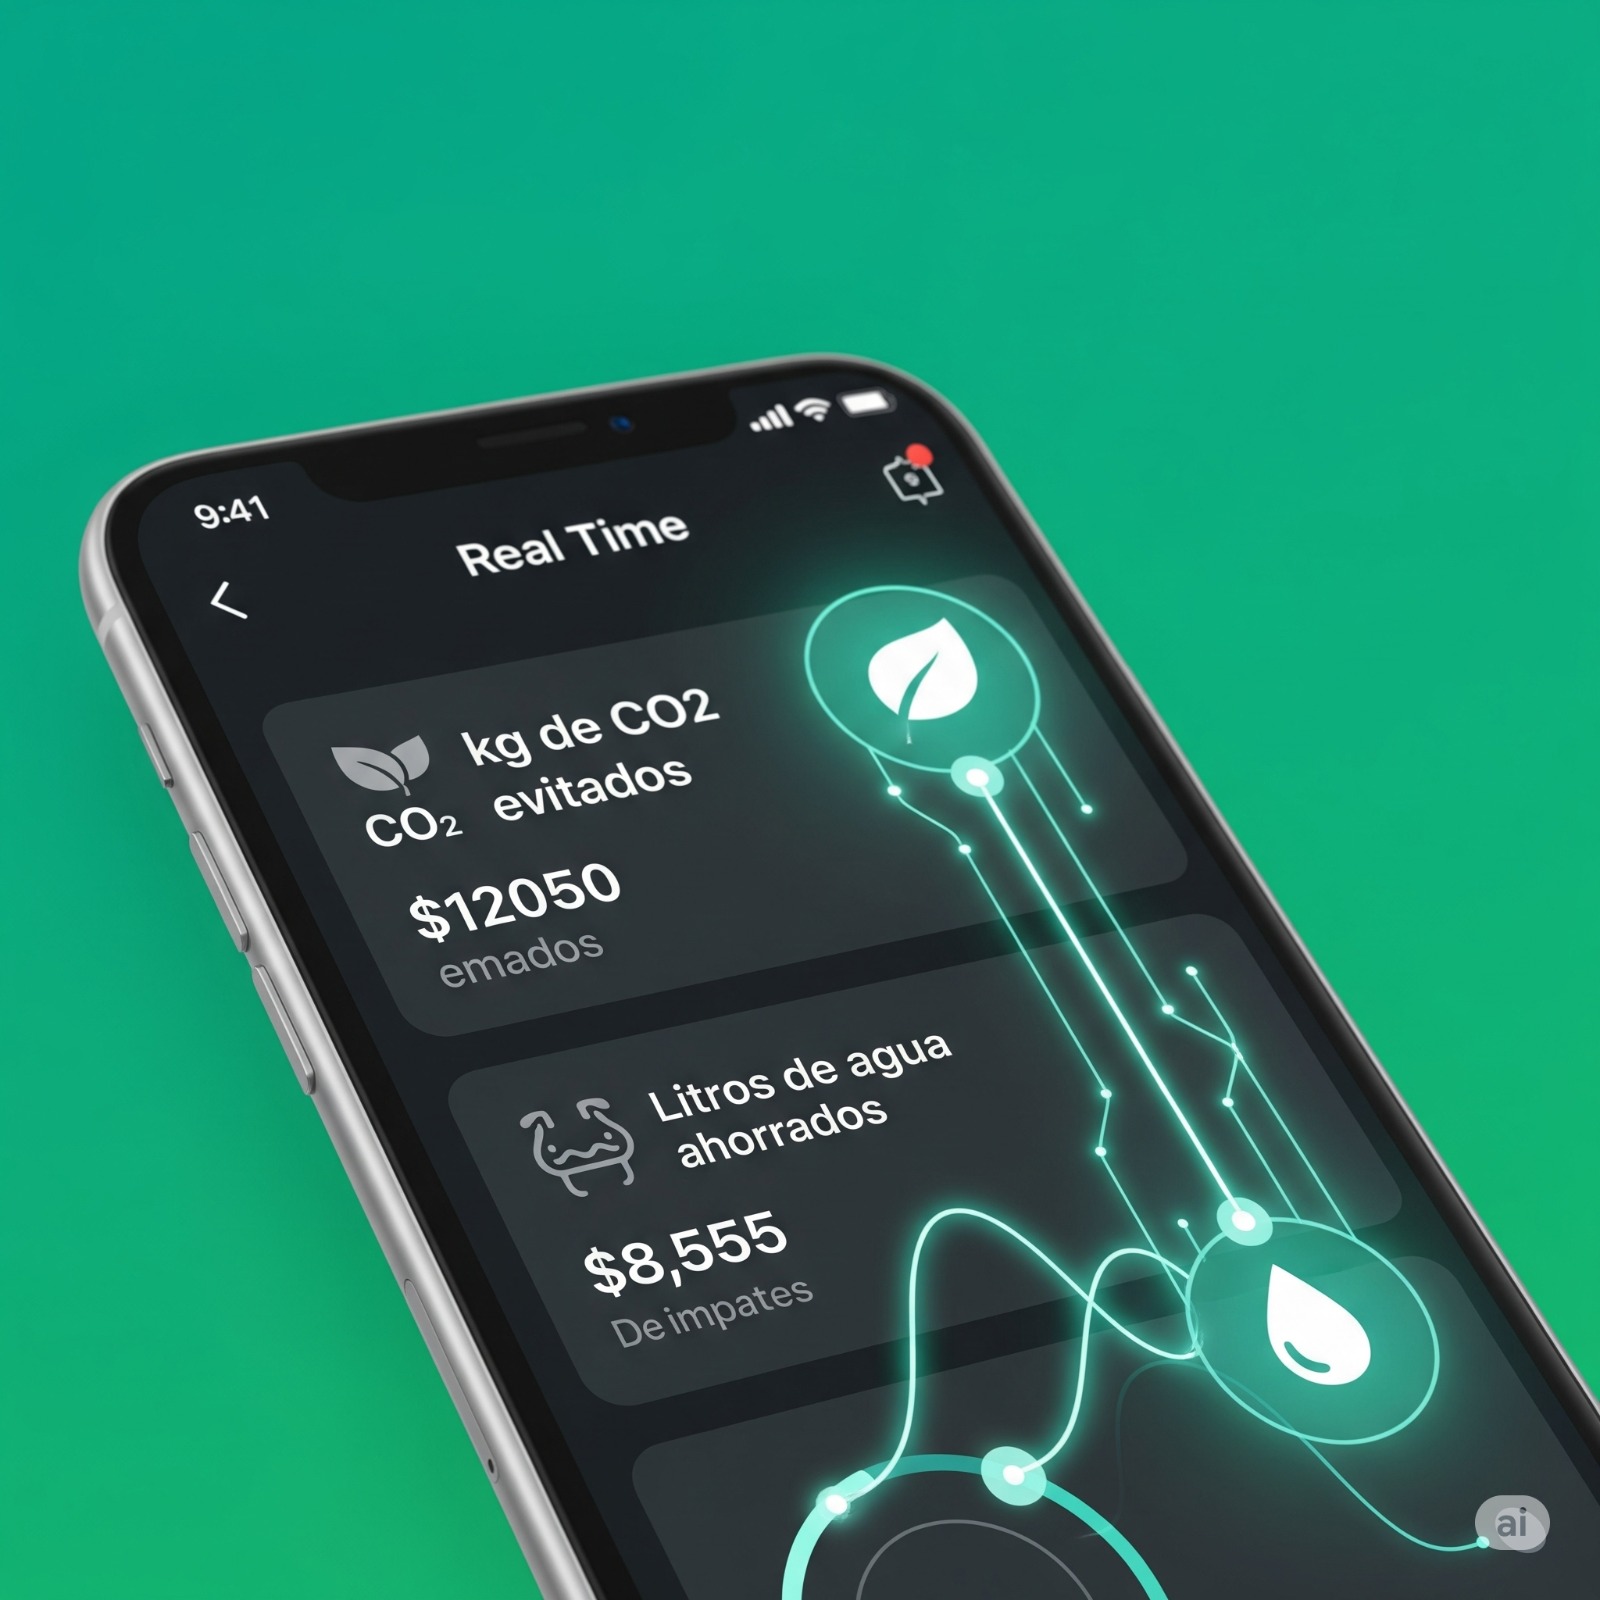 9:41
Real Time
kg de CO2
evitados
CO₂
$12050
emados
Litros de agua
ahorrados
$8,555
De impates
ai